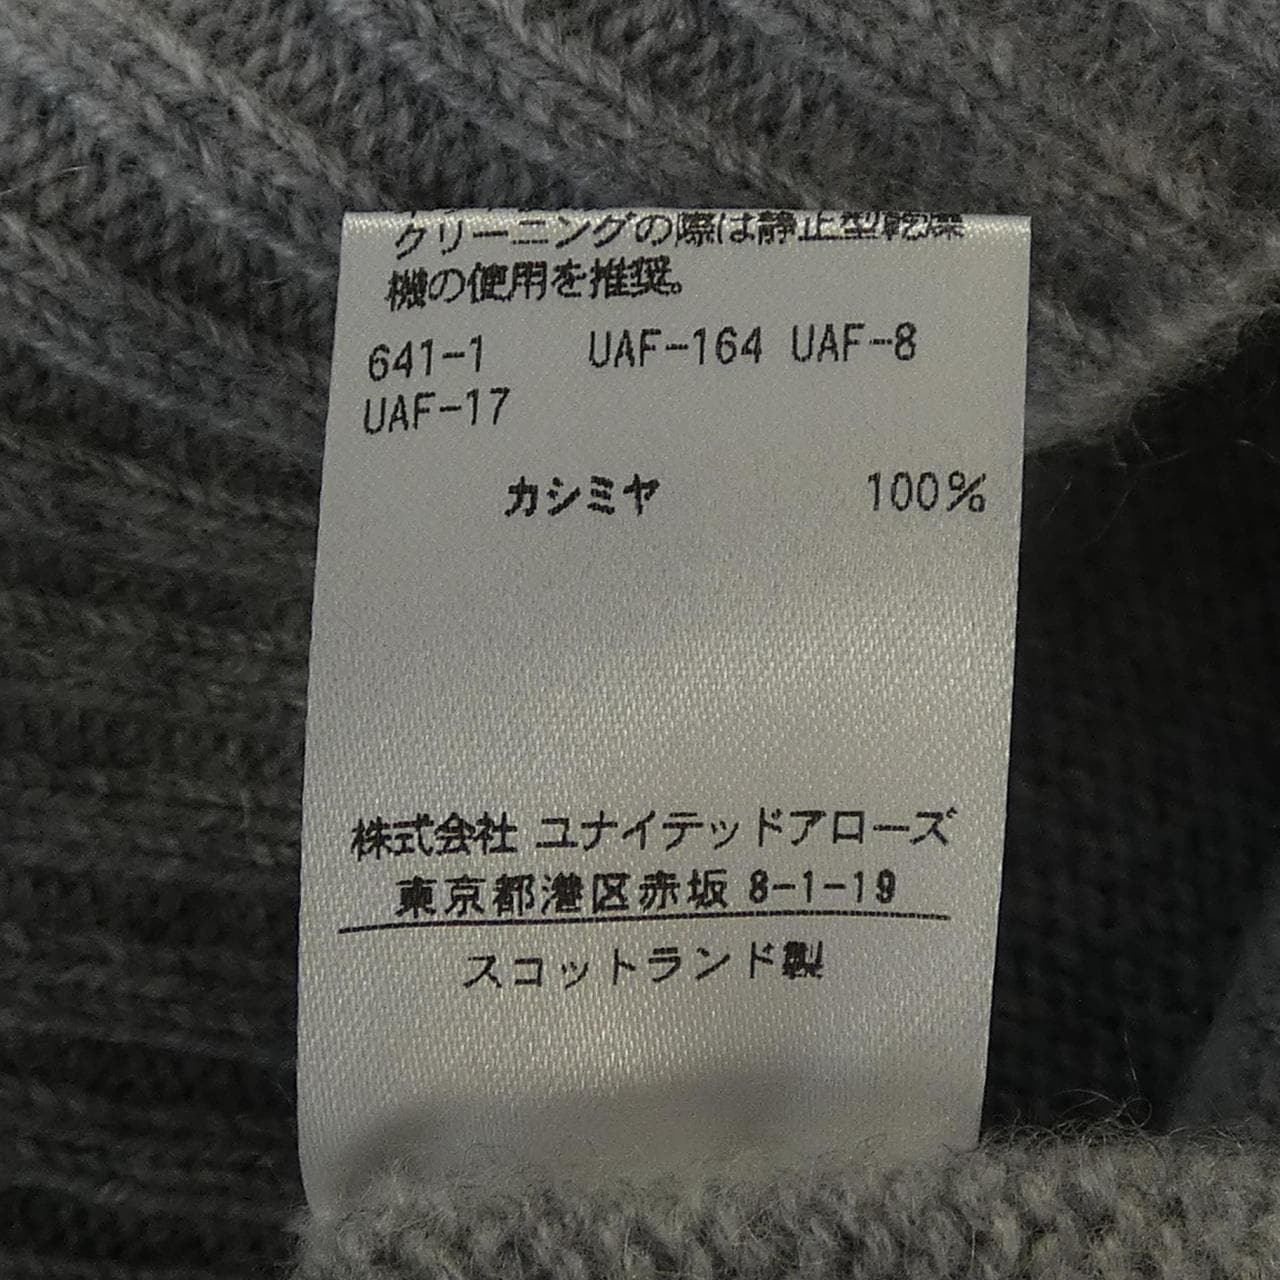 クリーニングの際は静止型乾燥
機の使用を推奨。
641-1 UAF-164 UAF-8
UAF-17
カシミヤ 100%
株式会社 ユナイテッドアローズ
東京都港区赤坂 8-1-19
スコットランド製